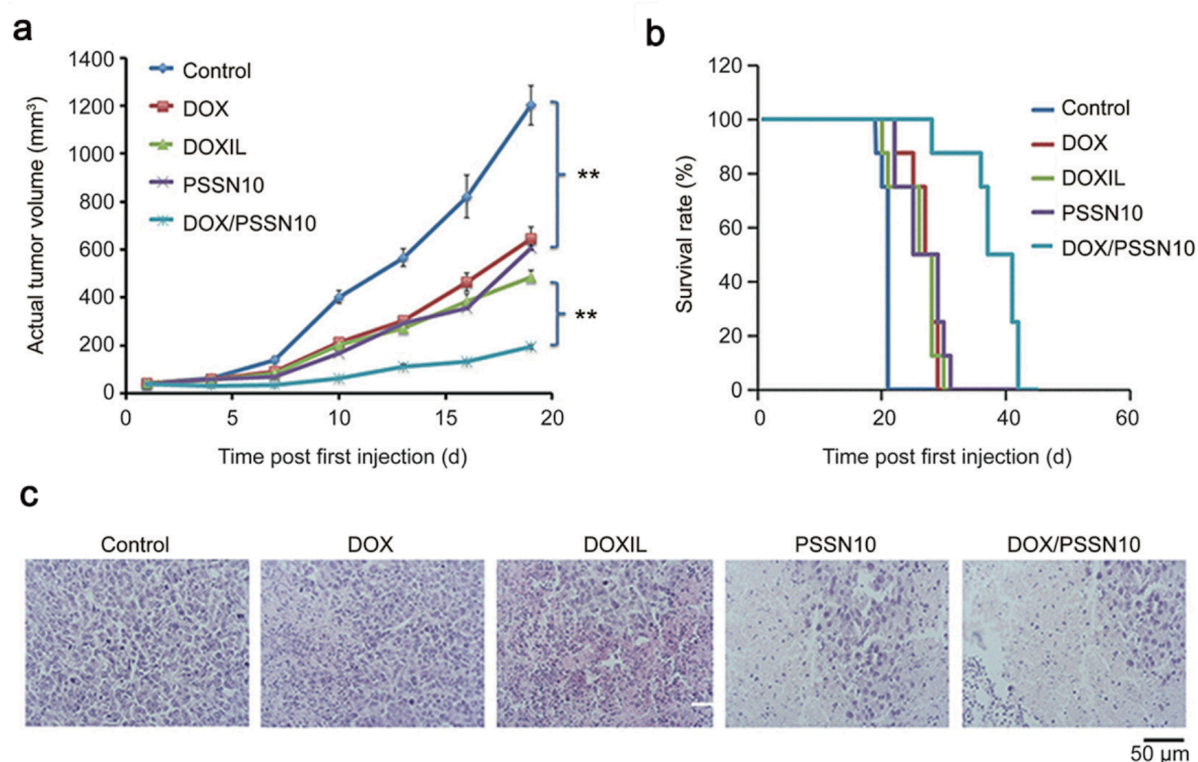 a
Actual tumor volume (mm³)
1400
1200
1000
800
600
400
200
0
0
5
10
15
20
Time post first injection (d)
Control
DOX
DOXIL
PSSN10
DOX/PSSN10
**
**
b
Survival rate (%)
120
100
80
60
40
20
0
0
20
40
60
Time post first injection (d)
Control
DOX
DOXIL
PSSN10
DOX/PSSN10
c
Control
DOX
DOXIL
PSSN10
DOX/PSSN10
50 µm